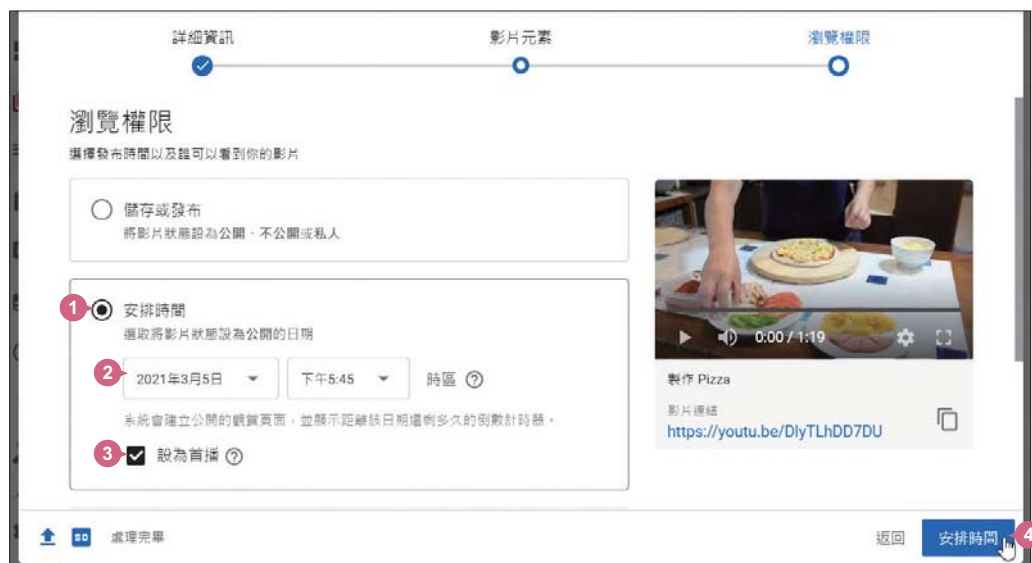 詳細資訊
影片元素
瀏覽權限
瀏覽權限
選擇發布時間以及誰可以看到你的影片
儲存或發布
將影片狀態設為公開、不公開或私人
1
安排時間
選取將影片狀態設為公開的日期
2
2021年3月5日
下午5:45
時區
系統會建立公開的觀賞頁面，並顯示距離該日期還剩多久的倒數計時器。
3
設為首播
0:00 / 1:19
製作 Pizza
影片連結
https://youtu.be/DlyTLhDD7DU
SD
處理完畢
返回
安排時間
4